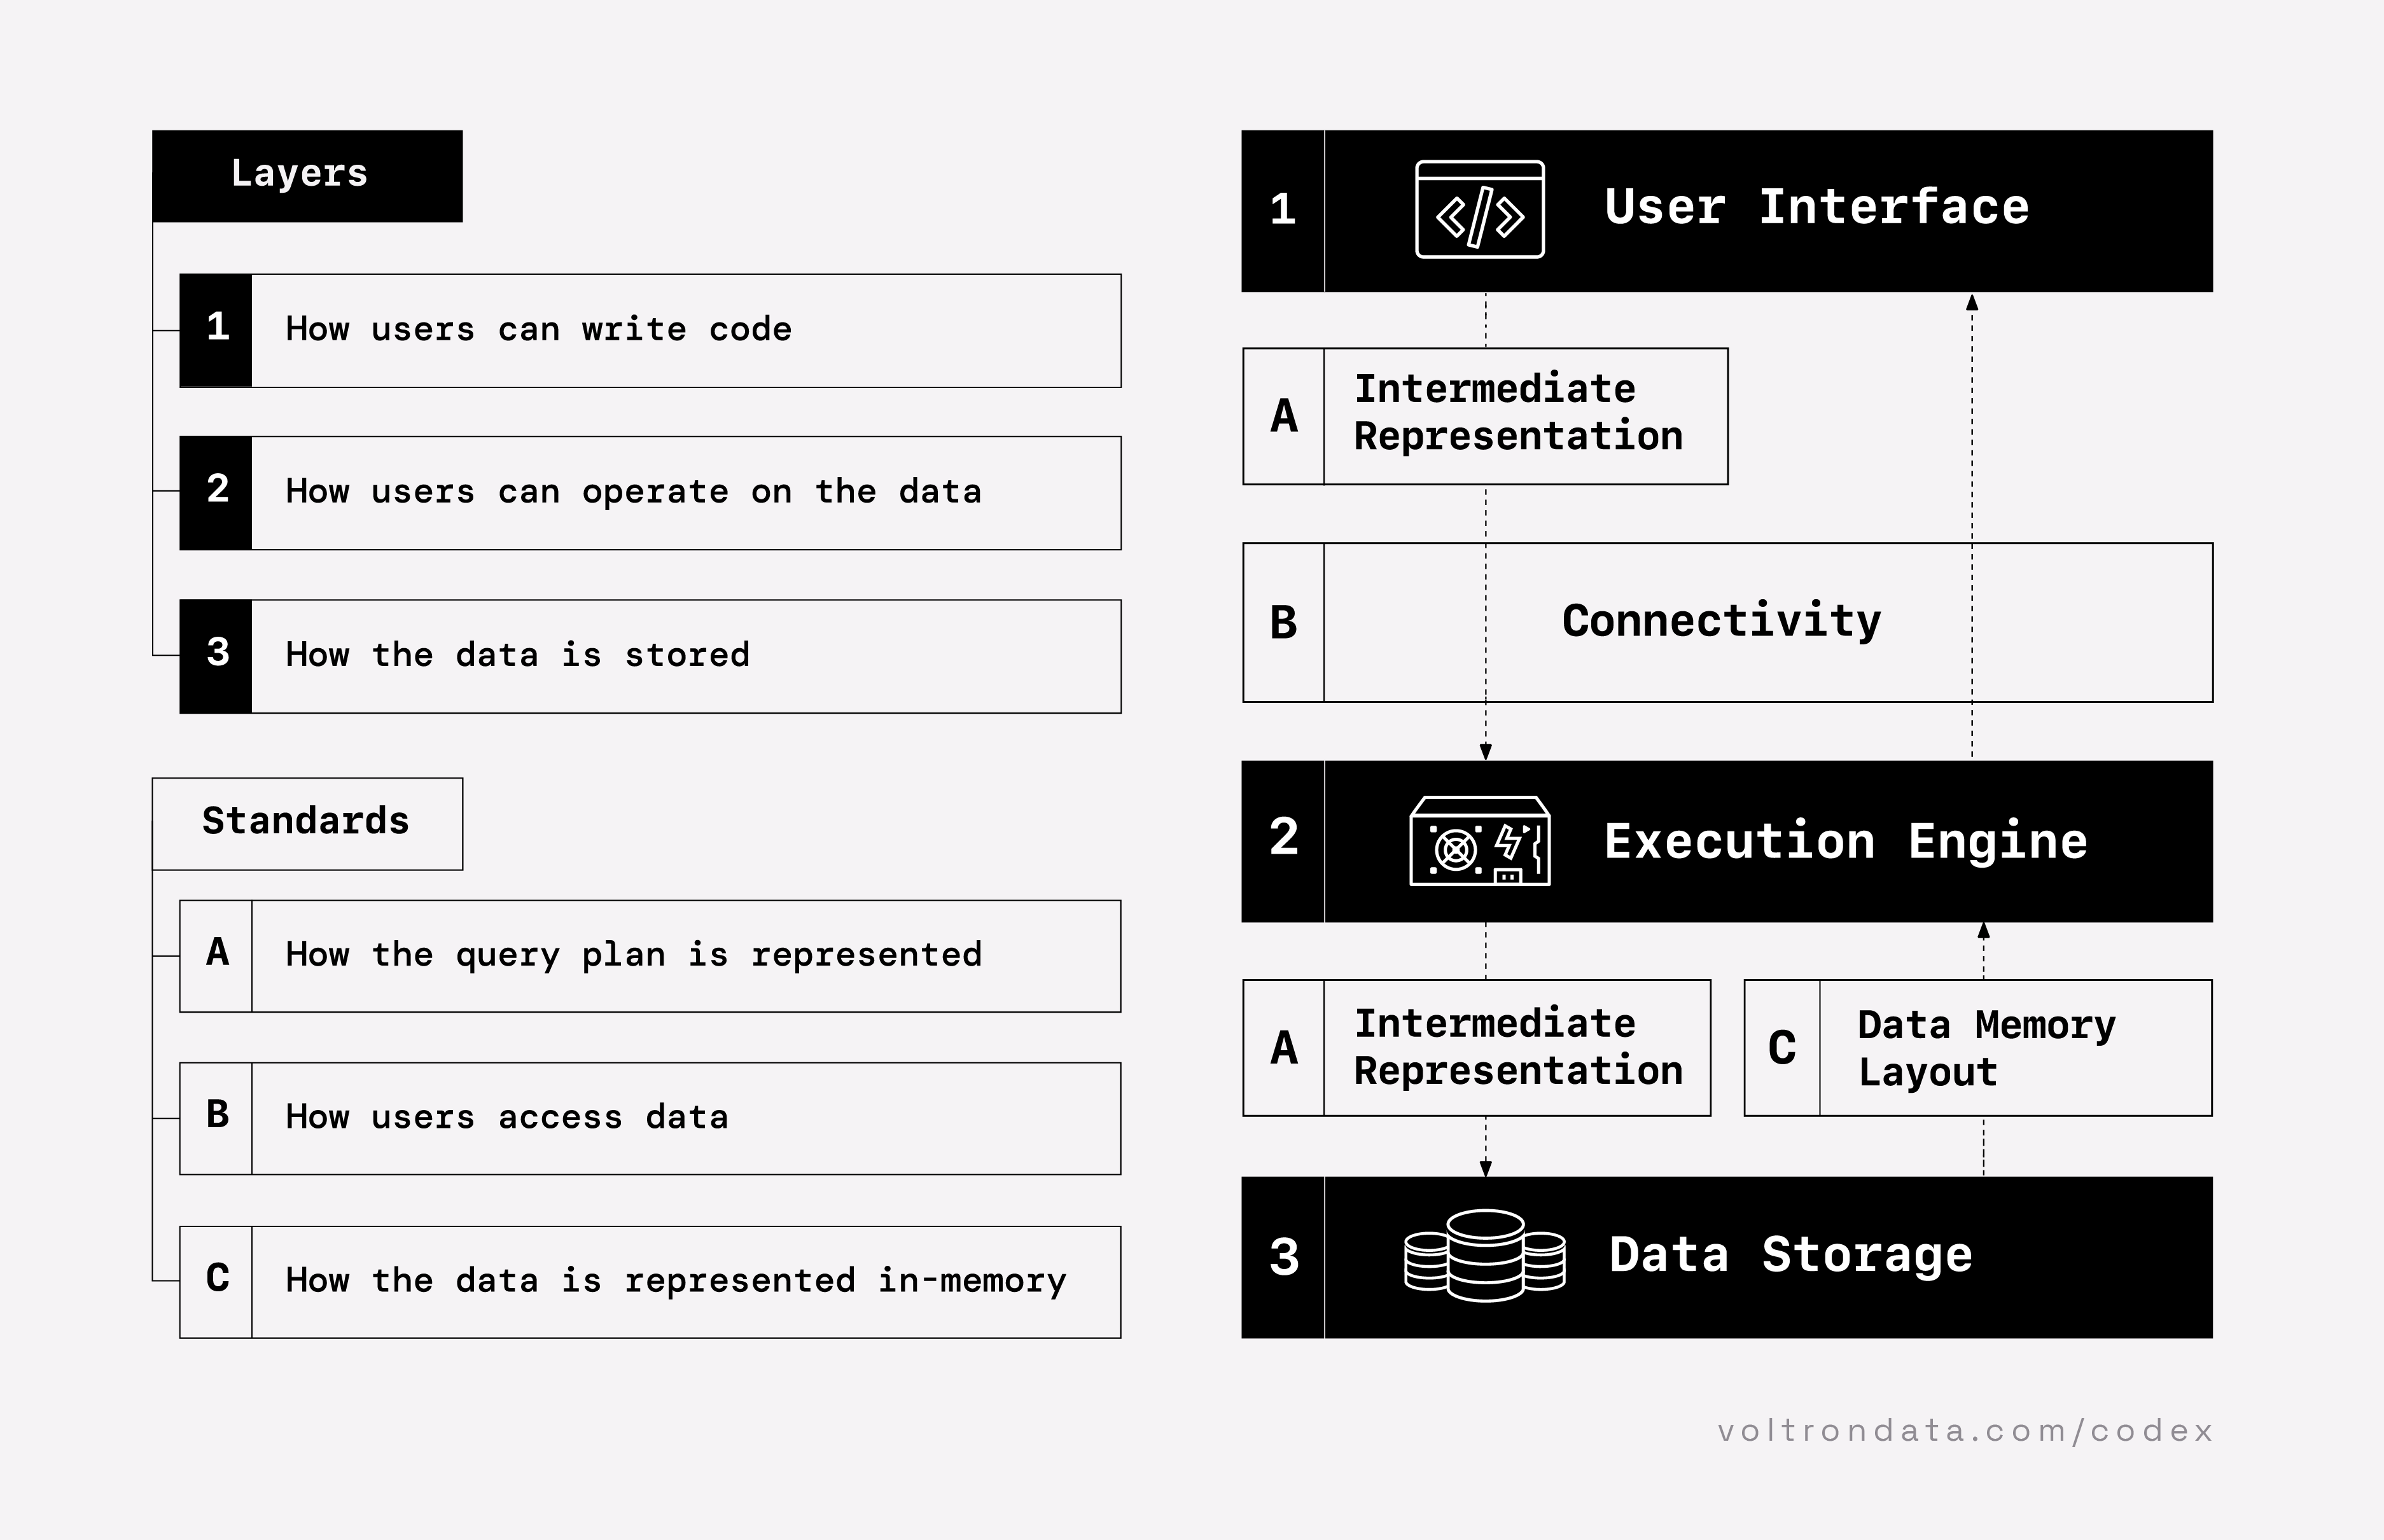 Layers
1
How users can write code
2
How users can operate on the data
3
How the data is stored
Standards
A
How the query plan is represented
B
How users access data
C
How the data is represented in-memory
1
User Interface
A
Intermediate
Representation
B
Connectivity
2
Execution Engine
A
Intermediate
Representation
C
Data Memory
Layout
3
Data Storage
voltrondata.com/codex